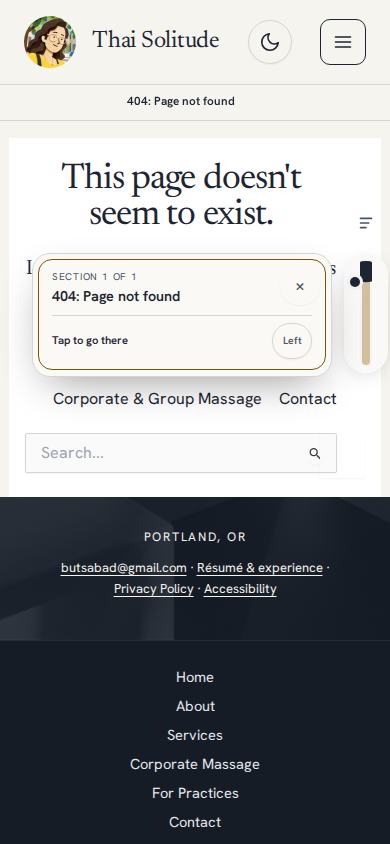 Thai Solitude
404: Page not found
This page doesn't
seem to exist.
SECTION 1 OF 1
404: Page not found
Tap to go there
Left
Corporate & Group Massage Contact
Search...
PORTLAND, OR
butsabad@gmail.com · Résumé & experience ·
Privacy Policy · Accessibility
Home
About
Services
Corporate Massage
For Practices
Contact